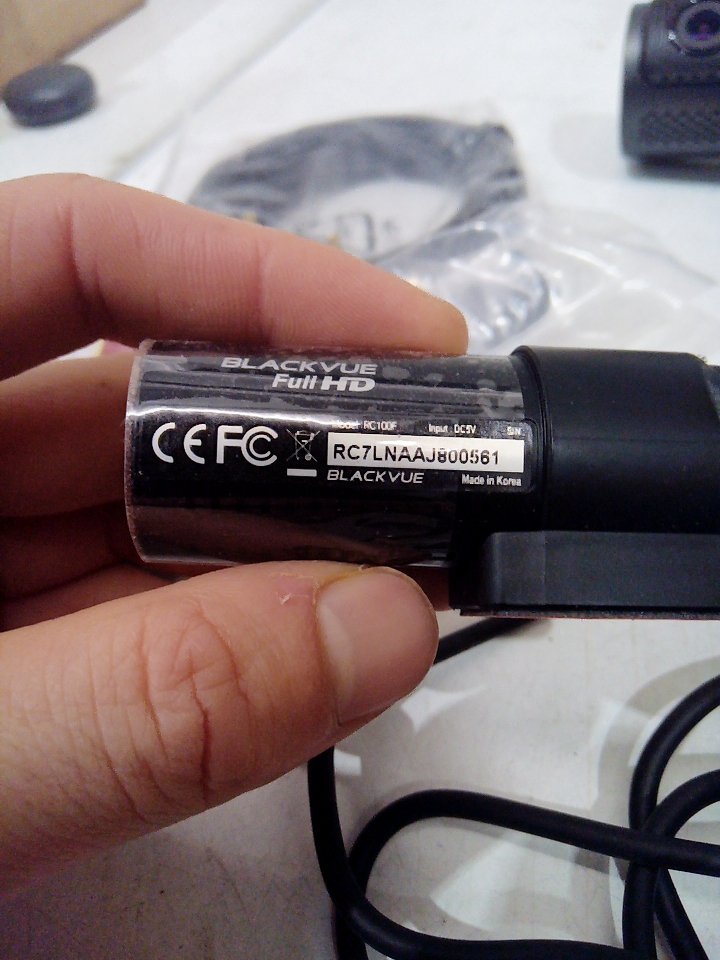 BLACKVUE
Full HD
Model RC100F Input DC5V S/N
CE FC
RC7LNAAJ800561
BLACKVUE Made in Korea